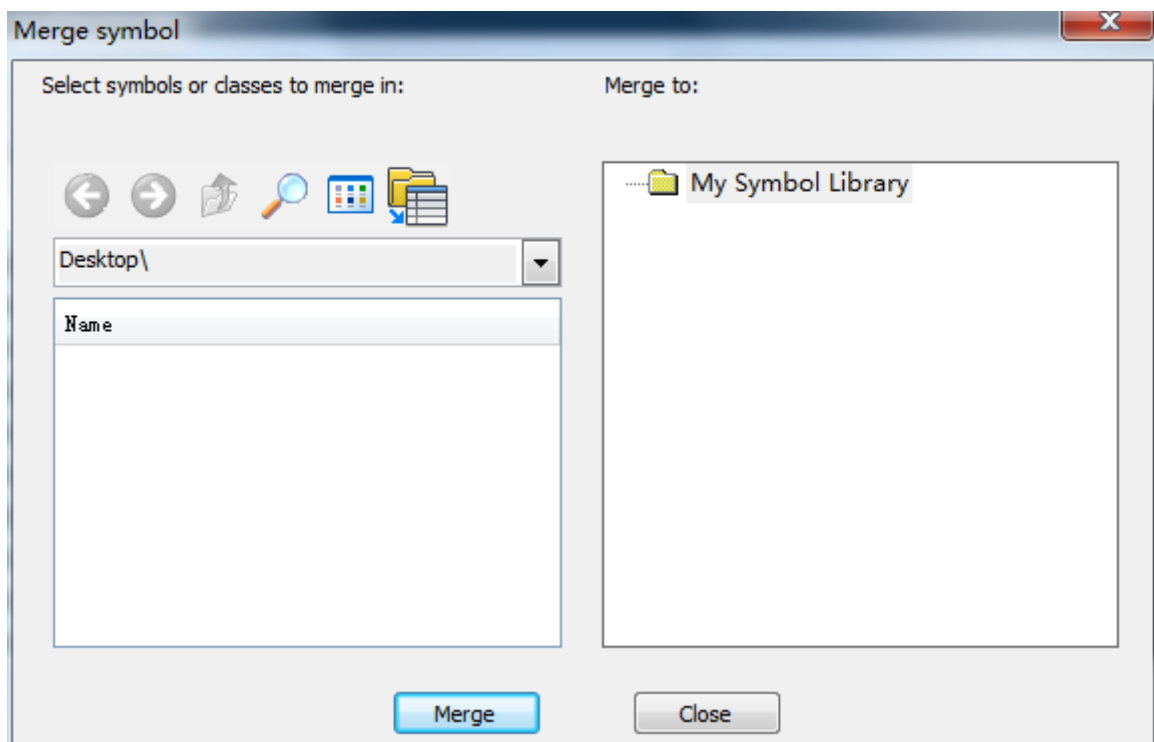 Merge symbol
Select symbols or classes to merge in:
Merge to:
My Symbol Library
Desktop\
Name
Merge
Close